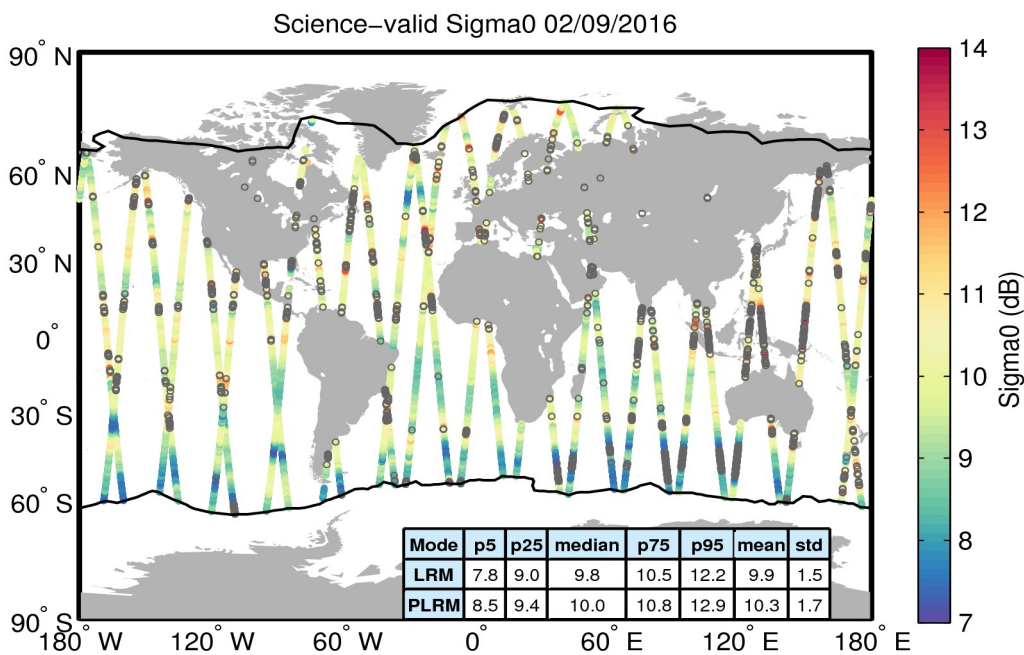 Science−valid Sigma0 02/09/2016
90° N
60° N
30° N
0°
30° S
60° S
90° S
180° W
120° W
60° W
0°
60° E
120° E
180° E
14
13
12
11
10
9
8
7
Sigma0 (dB)
Mode p5 p25 median p75 p95 mean std
LRM 7.8 9.0 9.8 10.5 12.2 9.9 1.5
PLRM 8.5 9.4 10.0 10.8 12.9 10.3 1.7